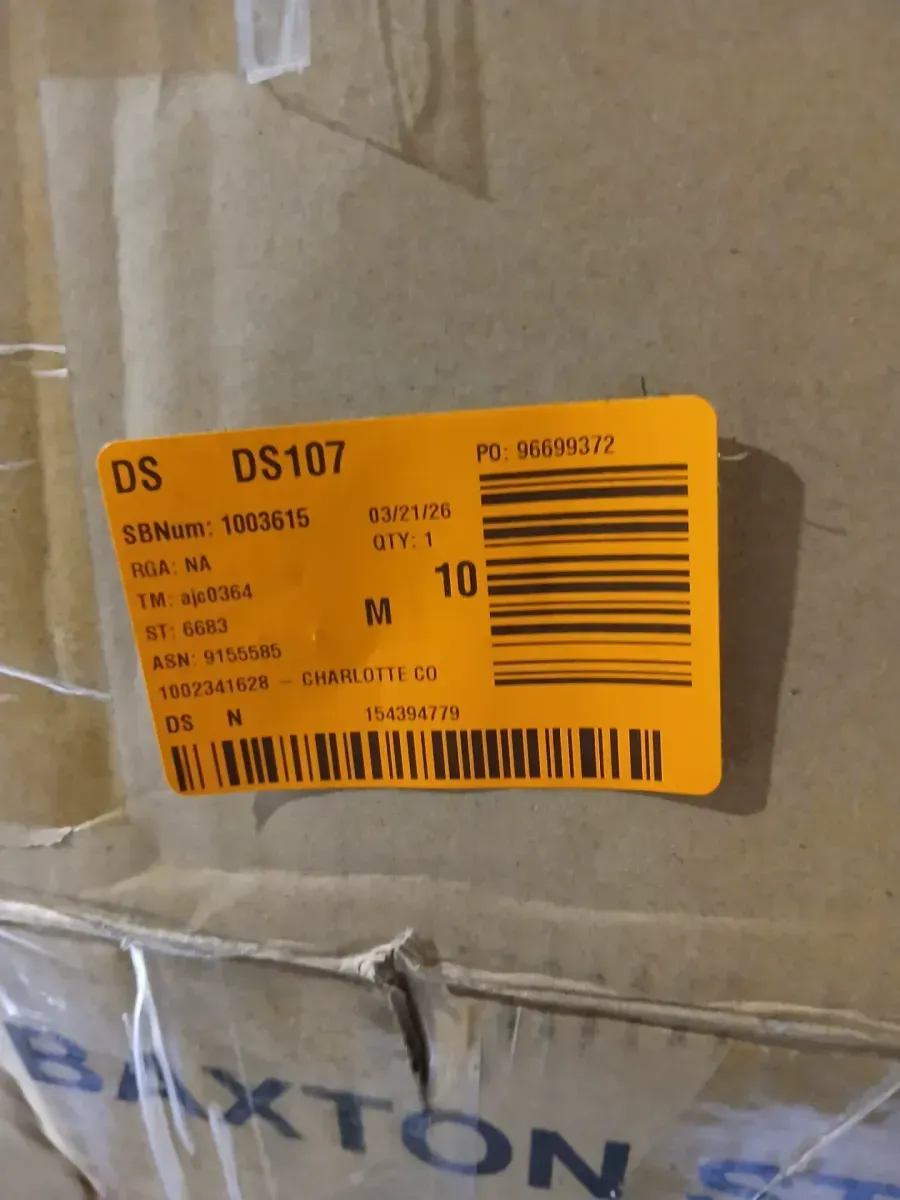 DS DS107 PO: 96699372
SBNum: 1003615 03/21/26
RGA: NA QTY: 1
TM: ajc0364 M 10
ST: 6683
ASN: 9155585
1002341628 - CHARLOTTE CO
DS N 154394779
BAXTON